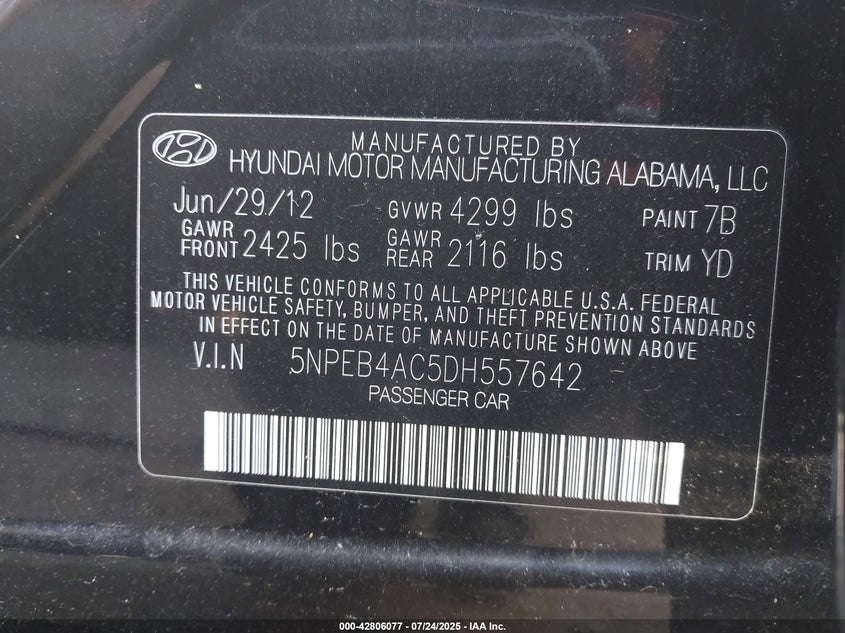 MANUFACTURED BY
HYUNDAI MOTOR MANUFACTURING ALABAMA, LLC
Jun/29/12 GVWR 4299 lbs PAINT 7B
GAWR FRONT 2425 lbs GAWR REAR 2116 lbs TRIM YD
THIS VEHICLE CONFORMS TO ALL APPLICABLE U.S.A. FEDERAL
MOTOR VEHICLE SAFETY, BUMPER, AND THEFT PREVENTION STANDARDS
IN EFFECT ON THE DATE OF MANUFACTURE SHOWN ABOVE
V.I.N 5NPEB4AC5DH557642
PASSENGER CAR
000-42806077 - 07/24/2025 - IAA Inc.